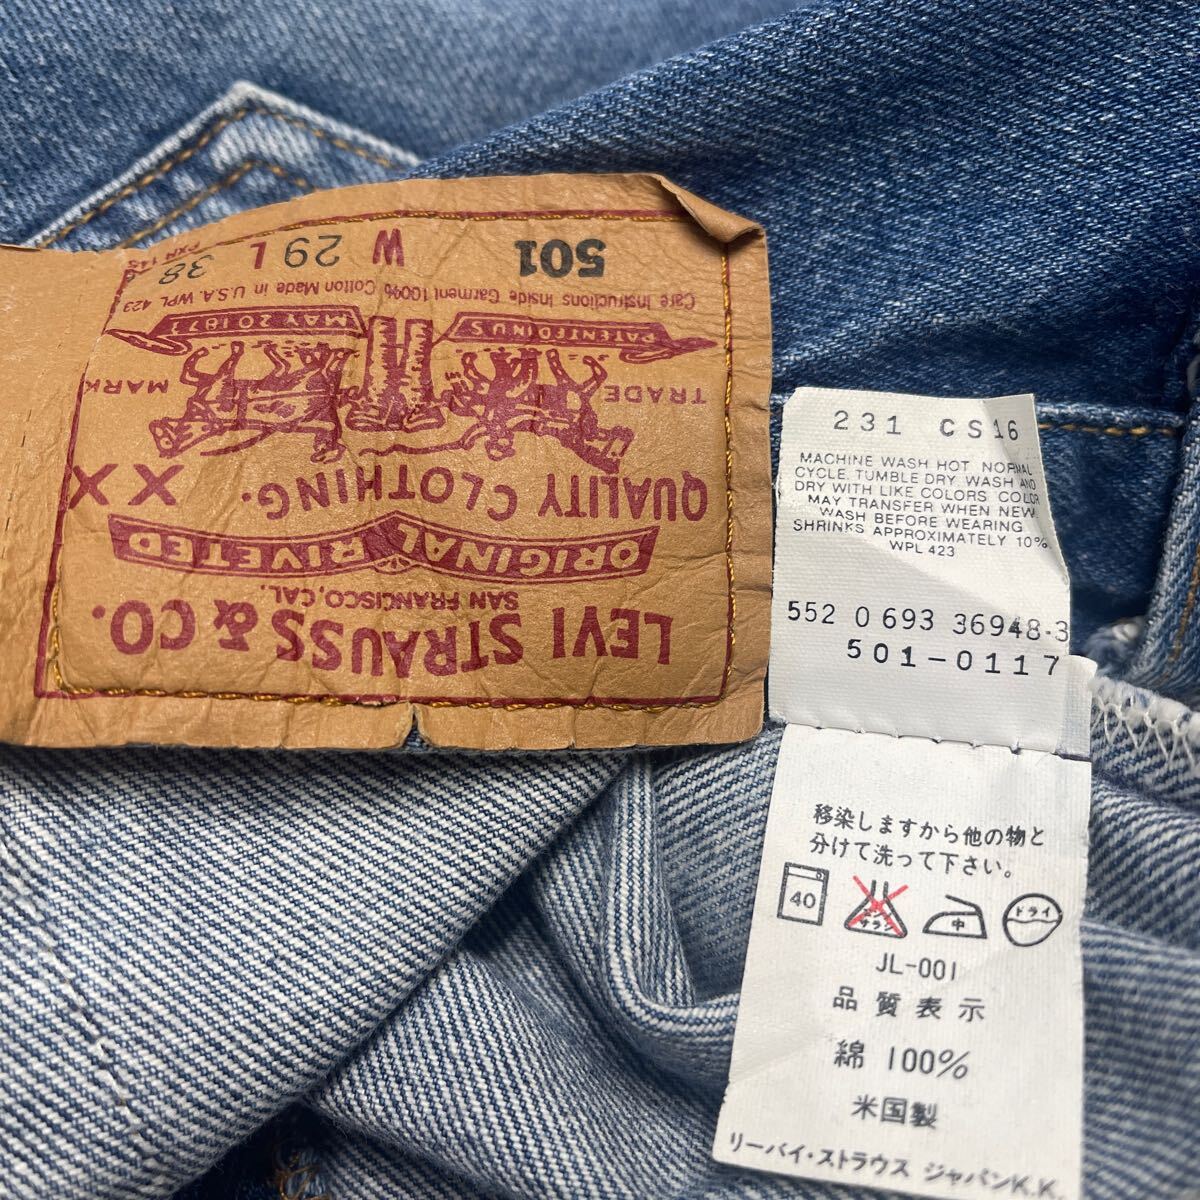 LEVI STRAUSS & CO.
SAN FRANCISCO, CAL.
ORIGINAL RIVETED
QUALITY CLOTHING.
XX
TRADE MARK
PATENTED IN U.S. MAY 20 1873
Care Instructions Inside Garment 100% Cotton Made in U.S.A. WPL 423
501 W 29 L 38
231 CS16
MACHINE WASH HOT NORMAL
CYCLE, TUMBLE DRY WASH AND
DRY WITH LIKE COLORS COLOR
MAY TRANSFER WHEN NEW
WASH BEFORE WEARING
SHRINKS APPROXIMATELY 10%
WPL 423
552 0 693 36948-3
501-0117
移染しますから他の物と
分けて洗って下さい。
40 エンソ サラシ 中 ドライ
JL-001
品質表示
綿 100%
米国製
リーバイ・ストラウス ジャパンK.K.